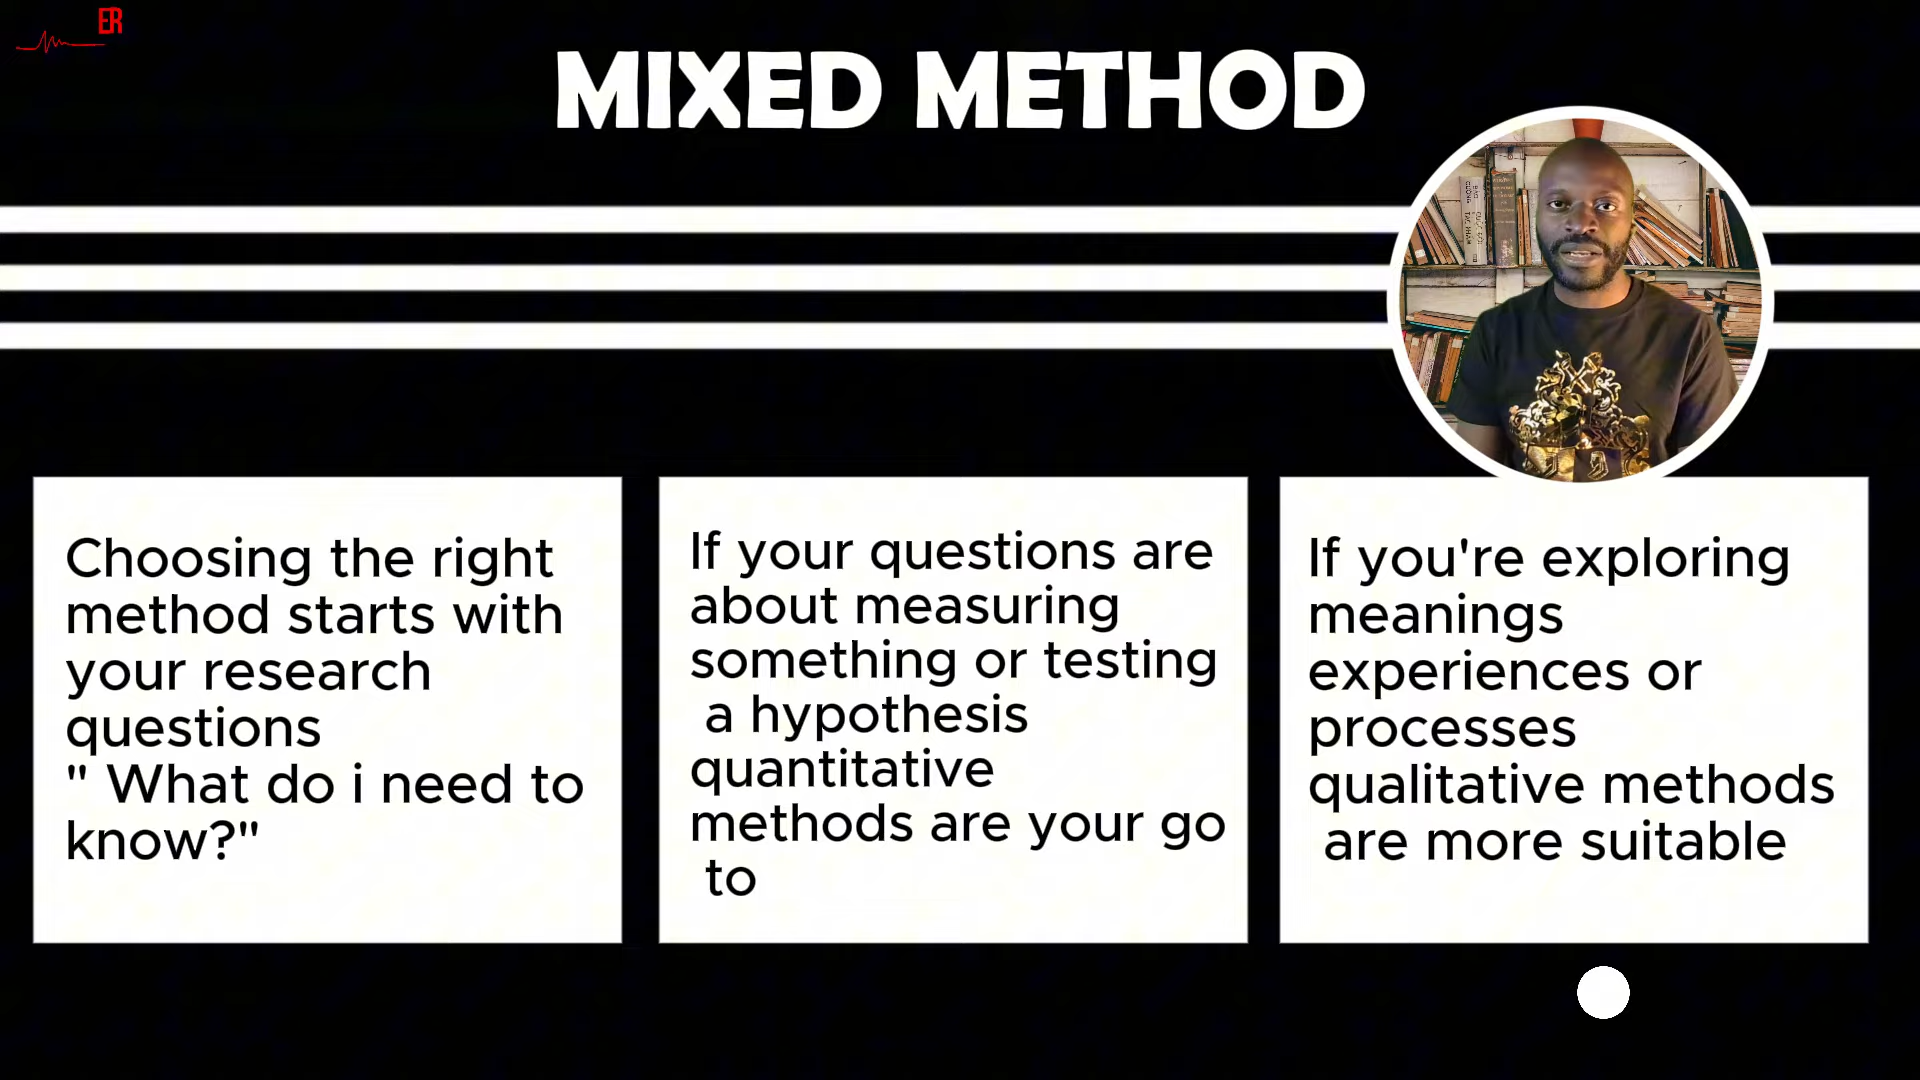 ER
MIXED METHOD
Choosing the right
method starts with
your research
questions
" What do i need to
know?"
If your questions are
about measuring
something or testing
a hypothesis
quantitative
methods are your go
to
If you're exploring
meanings
experiences or
processes
qualitative methods
are more suitable